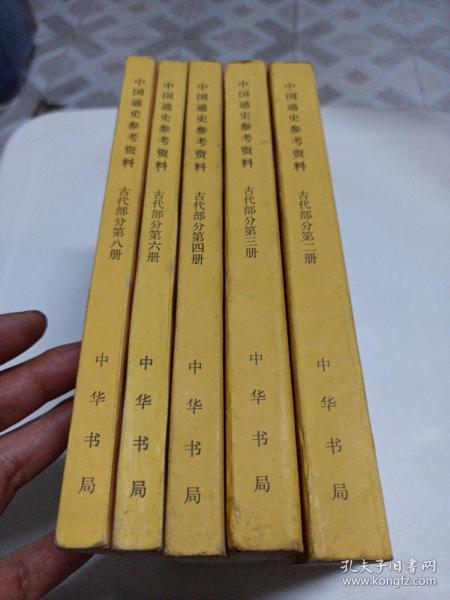 中国通史参考资料
古代部分第八册
中华书局
中国通史参考资料
古代部分第六册
中华书局
中国通史参考资料
古代部分第四册
中华书局
中国通史参考资料
古代部分第三册
中华书局
中国通史参考资料
古代部分第二册
中华书局
孔夫子旧书网
www.kongfz.com